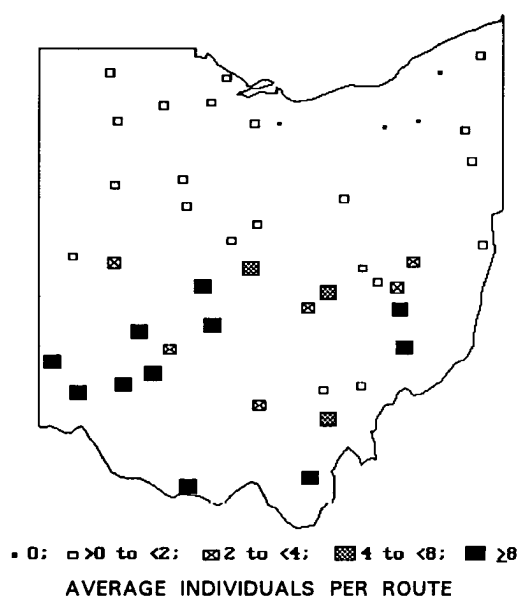 ▪ 0; □ >0 to <2; ⊠ 2 to <4; ▩ 4 to <8; ■ ≥8
AVERAGE INDIVIDUALS PER ROUTE